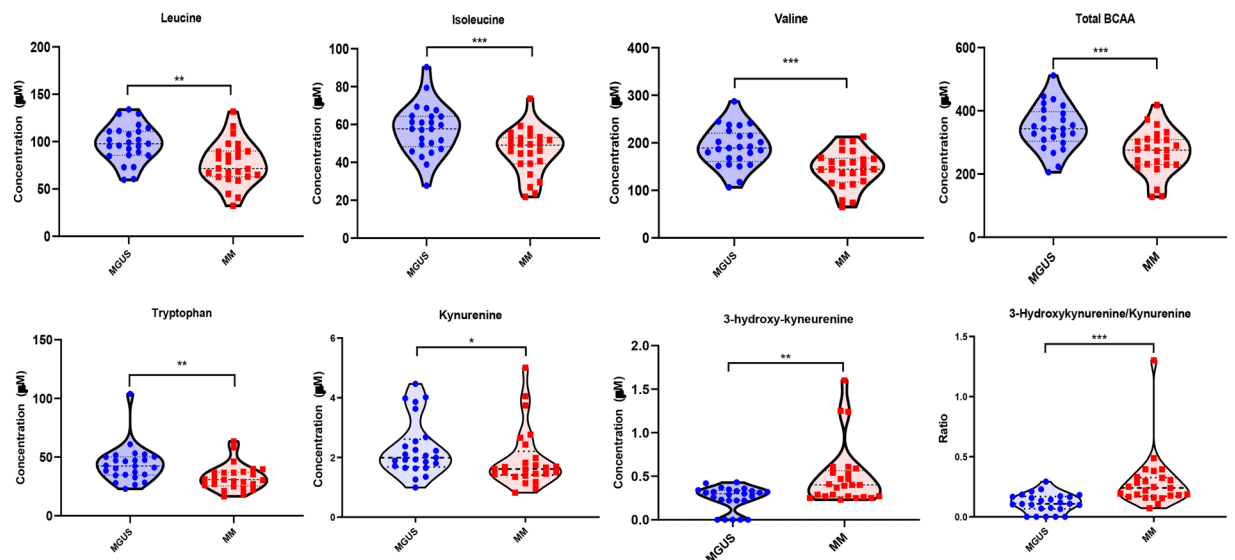 Leucine
Concentration (µM)
200
150
100
50
0
**
MGUS
MM
Isoleucine
Concentration (µM)
100
80
60
40
20
0
***
MGUS
MM
Valine
Concentration (µM)
400
300
200
100
0
***
MGUS
MM
Total BCAA
Concentration (µM)
600
400
200
0
***
MGUS
MM
Tryptophan
Concentration (µM)
150
100
50
0
**
MGUS
MM
Kynurenine
Concentration (µM)
6
4
2
0
*
MGUS
MM
3-hydroxy-kyneurenine
Concentration (µM)
2.0
1.5
1.0
0.5
0.0
**
MGUS
MM
3-Hydroxykynurenine/Kynurenine
Ratio
1.5
1.0
0.5
0.0
***
MGUS
MM